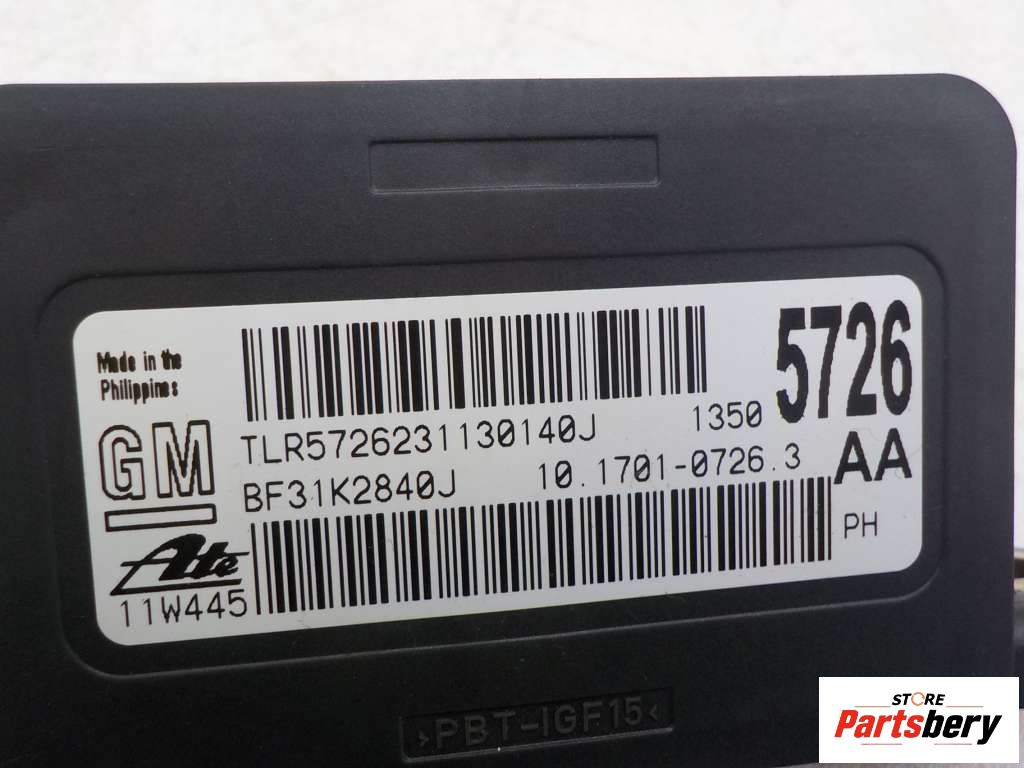 Made in the
Philippines
5726
GM
TLR5726231130140J 1350
BF31K2840J 10.1701-0726.3 AA
Ate
PH
11W445
>PBT-IGF15<
STORE
Partsbery